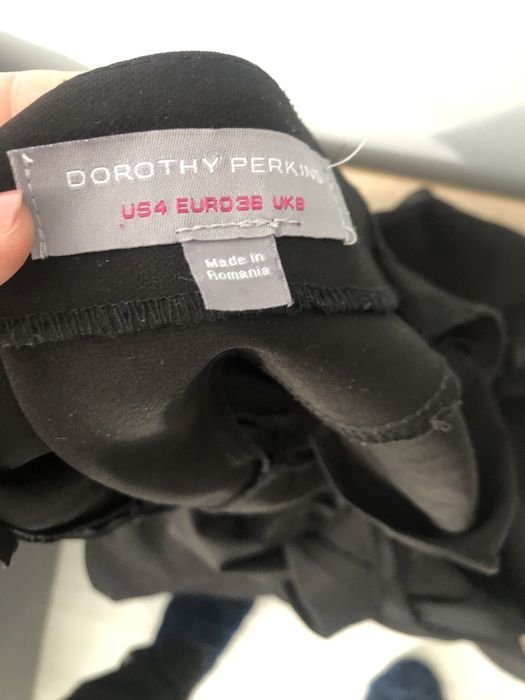 DOROTHY PERKINS
US4 EURO36 UK8
Made in
Romania